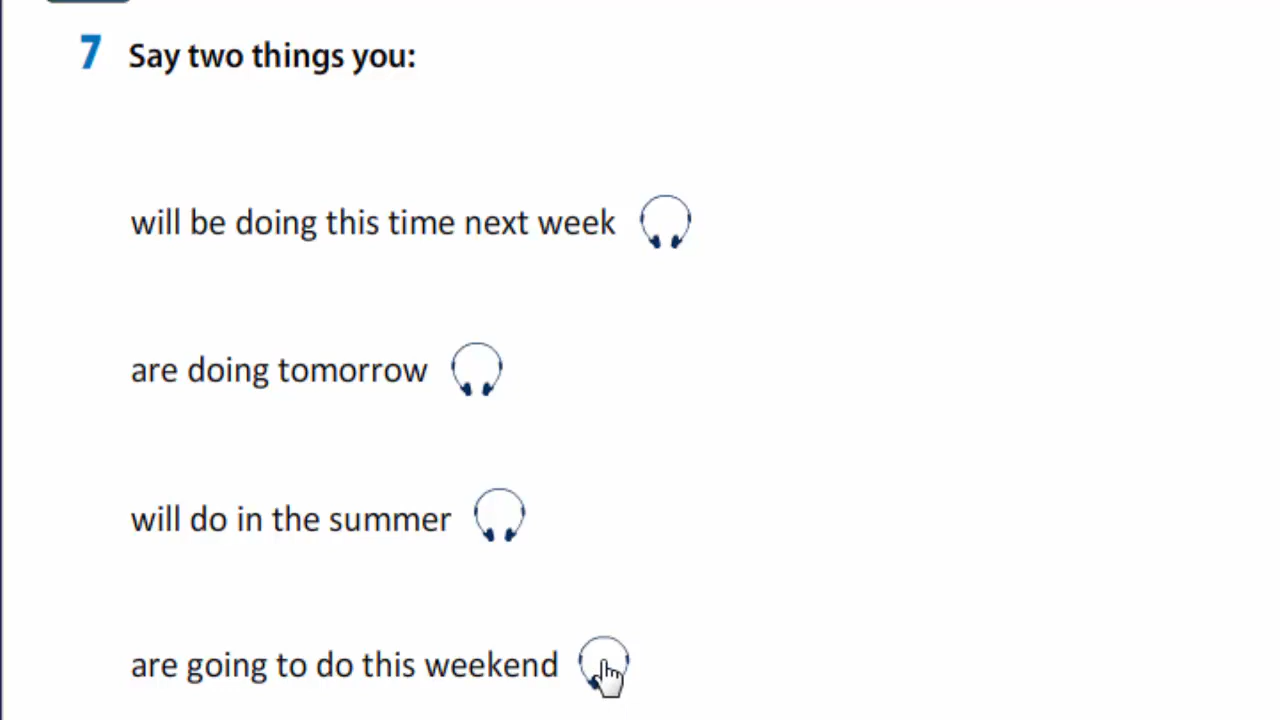 7 Say two things you:
will be doing this time next week
are doing tomorrow
will do in the summer
are going to do this weekend